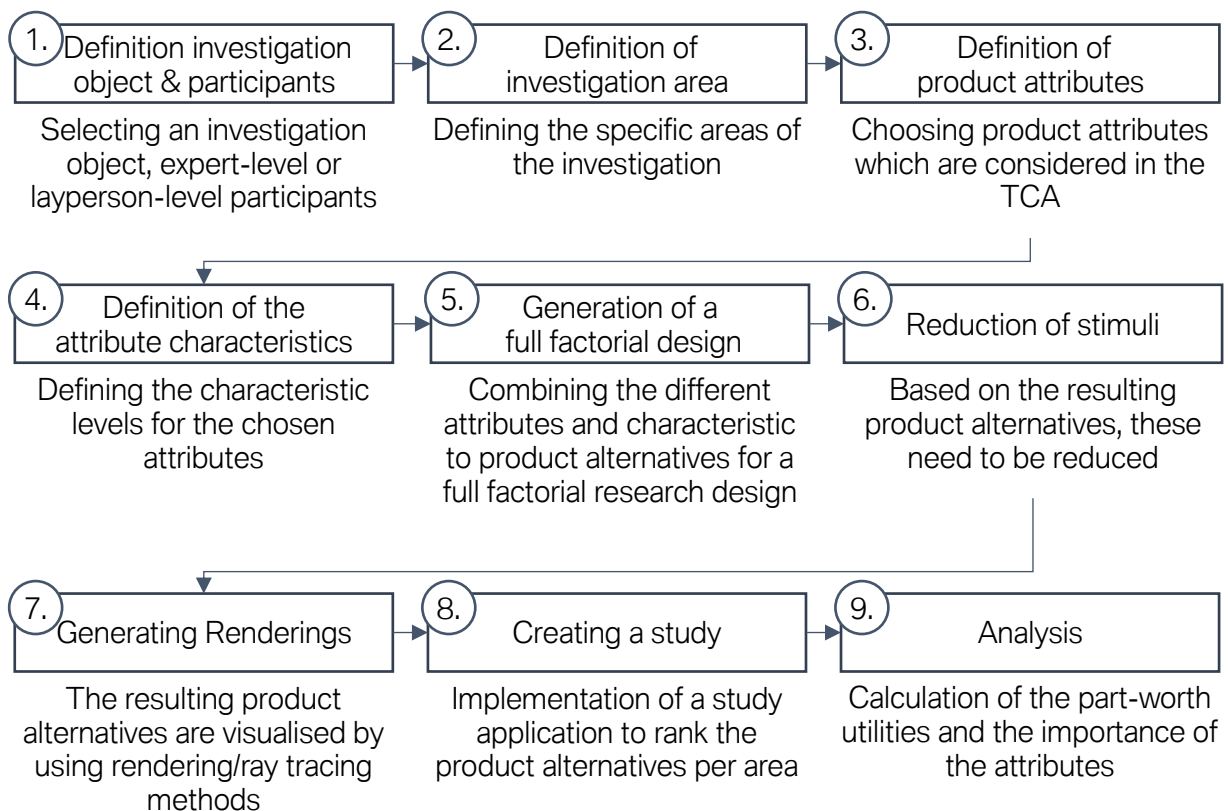 1.
Definition investigation
object & participants
Selecting an investigation
object, expert-level or
layperson-level participants
2.
Definition of
investigation area
Defining the specific areas of
the investigation
3.
Definition of
product attributes
Choosing product attributes
which are considered in the
TCA
4.
Definition of the
attribute characteristics
Defining the characteristic
levels for the chosen
attributes
5.
Generation of a
full factorial design
Combining the different
attributes and characteristic
to product alternatives for a
full factorial research design
6.
Reduction of stimuli
Based on the resulting
product alternatives, these
need to be reduced
7.
Generating Renderings
The resulting product
alternatives are visualised by
using rendering/ray tracing
methods
8.
Creating a study
Implementation of a study
application to rank the
product alternatives per area
9.
Analysis
Calculation of the part-worth
utilities and the importance of
the attributes